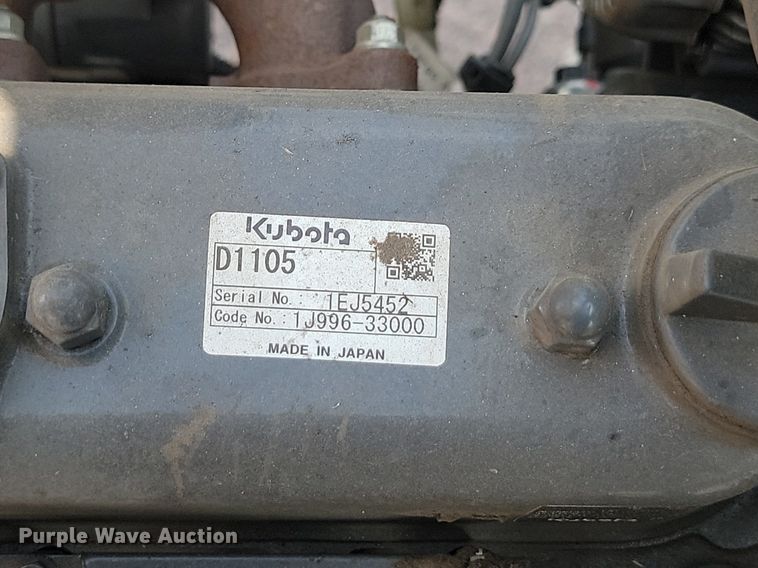 Kubota
D1105
Serial No.: 1EJ5452
Code No.: 1J996-33000
MADE IN JAPAN
Purple Wave Auction